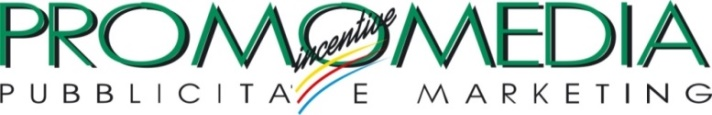 PROMOMEDIA
incentive
PUBBLICITA' E MARKETING